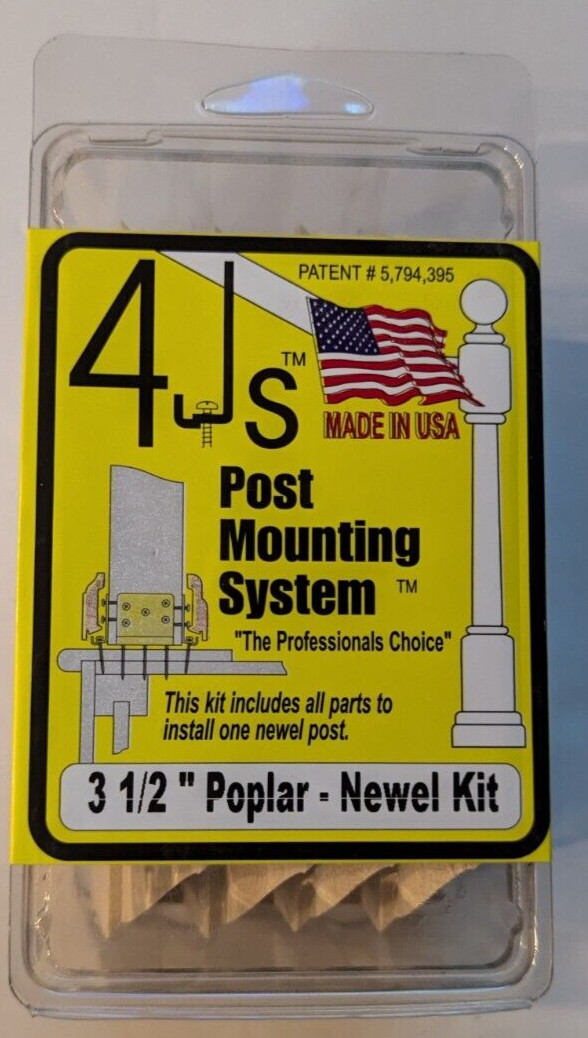 PATENT # 5,794,395
4Js™
MADE IN USA
Post
Mounting
System ™
"The Professionals Choice"
This kit includes all parts to
install one newel post.
3 1/2 " Poplar - Newel Kit